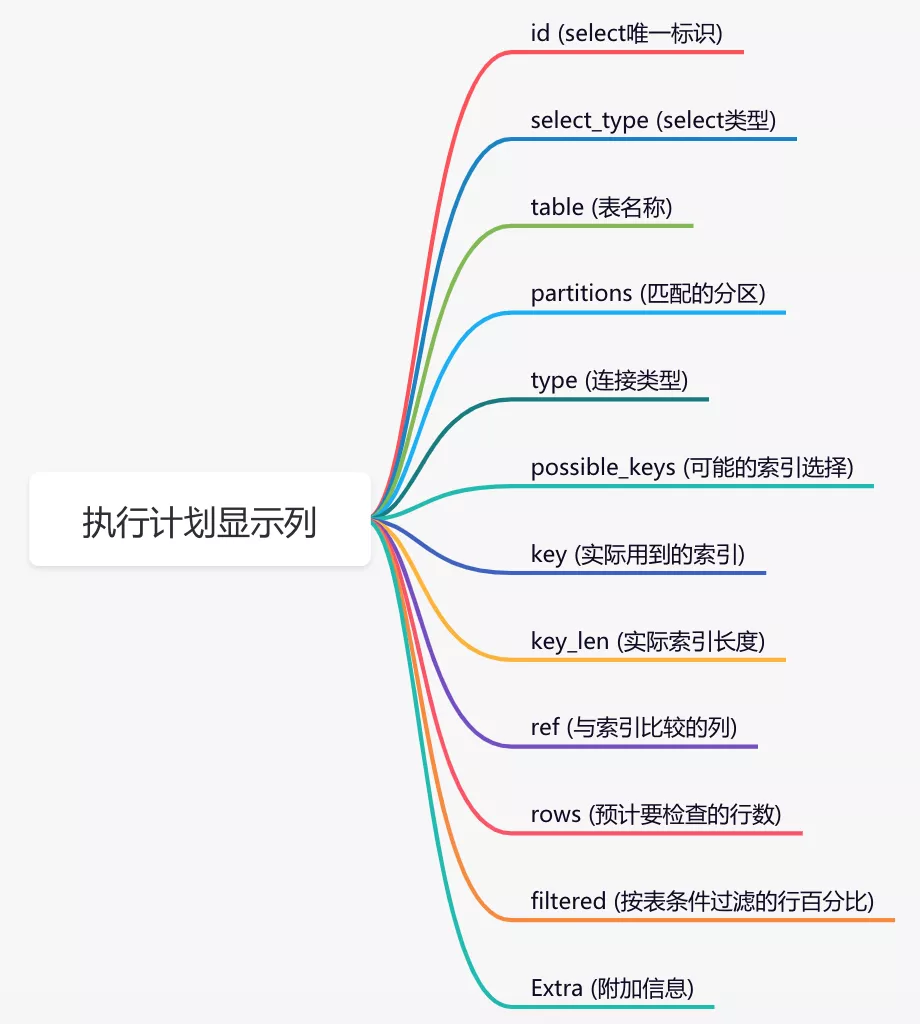 id (select唯一标识)
select_type (select类型)
table (表名称)
partitions (匹配的分区)
type (连接类型)
possible_keys (可能的索引选择)
执行计划显示列
key (实际用到的索引)
key_len (实际索引长度)
ref (与索引比较的列)
rows (预计要检查的行数)
filtered (按表条件过滤的行百分比)
Extra (附加信息)